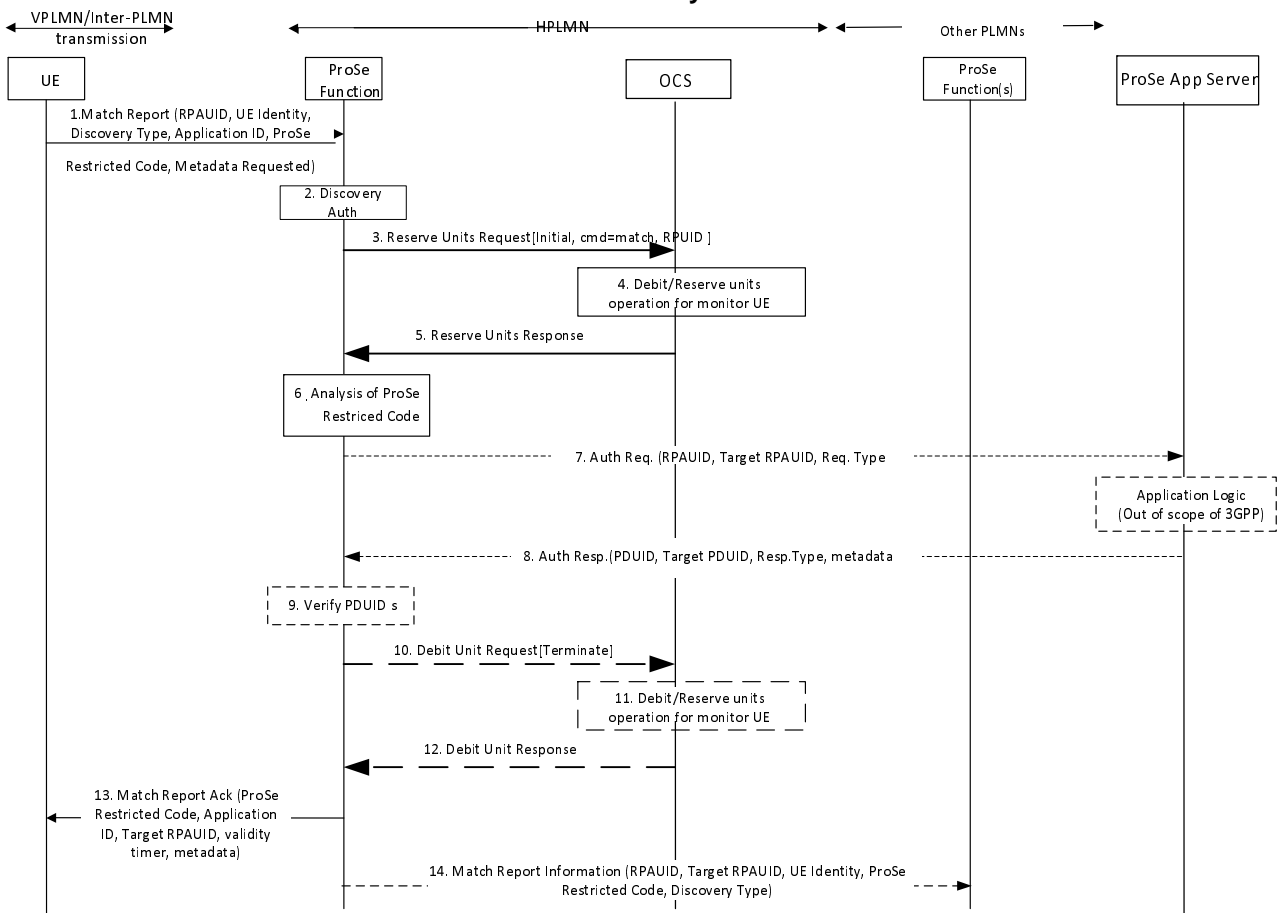 VPLMN/Inter-PLMN
transmission
HPLMN
Other PLMNs
UE
ProSe
Function
OCS
ProSe
Function(s)
ProSe App Server
1.Match Report (RPAUID, UE Identity,
Discovery Type, Application ID, ProSe
Restricted Code, Metadata Requested)
2. Discovery
Auth
3. Reserve Units Request[Initial, cmd=match, RPUID ]
4. Debit/Reserve units
operation for monitor UE
5. Reserve Units Response
6 . Analysis of ProSe
Restriced Code
7. Auth Req. (RPAUID, Target RPAUID, Req. Type
Application Logic
(Out of scope of 3GPP)
8. Auth Resp.(PDUID, Target PDUID, Resp.Type, metadata
9. Verify PDUID s
10. Debit Unit Request[Terminate]
11. Debit/Reserve units
operation for monitor UE
12. Debit Unit Response
13. Match Report Ack (ProSe
Restricted Code, Application
ID, Target RPAUID, validity
timer, metadata)
14. Match Report Information (RPAUID, Target RPAUID, UE Identity, ProSe
Restricted Code, Discovery Type)